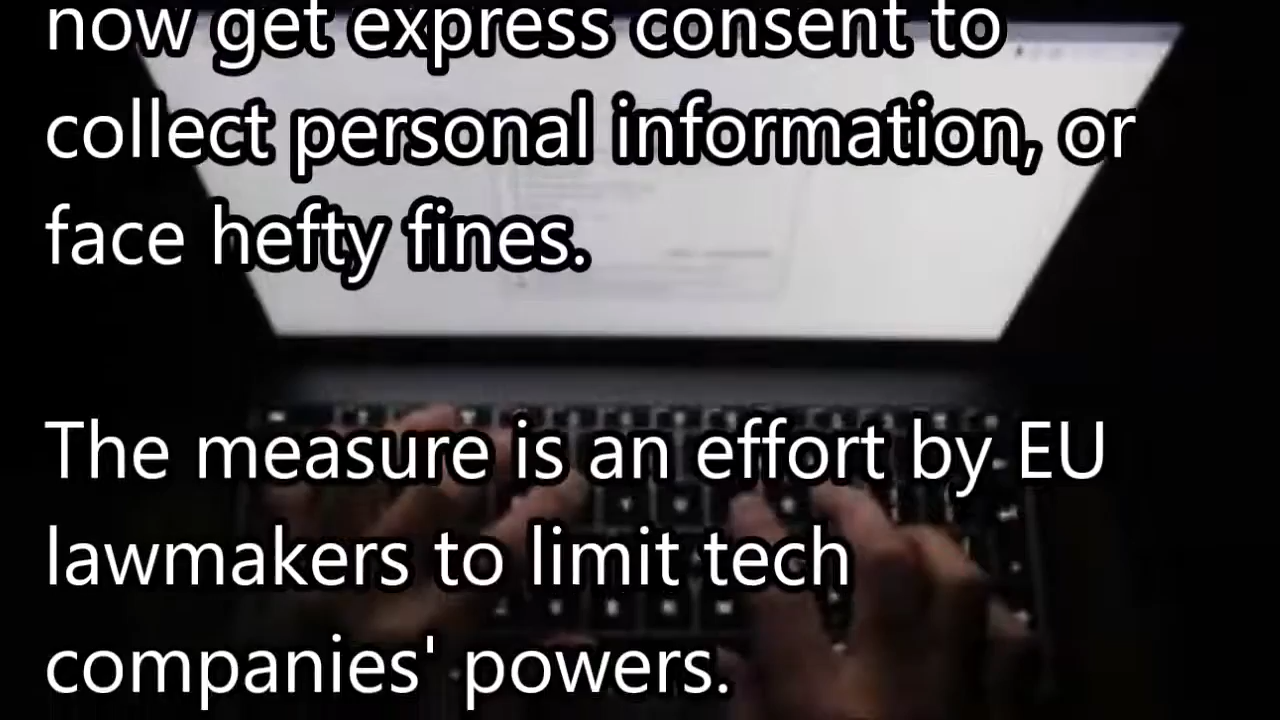 now get express consent to
collect personal information, or
face hefty fines.
The measure is an effort by EU
lawmakers to limit tech
companies' powers.